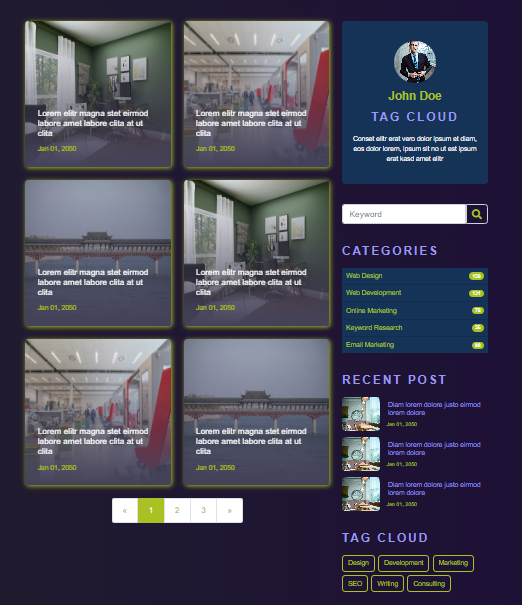 Lorem elitr magna stet eirmod
labore amet labore clita at ut
clita
Jan 01, 2050
Lorem elitr magna stet eirmod
labore amet labore clita at ut
clita
Jan 01, 2050
Lorem elitr magna stet eirmod
labore amet labore clita at ut
clita
Jan 01, 2050
Lorem elitr magna stet eirmod
labore amet labore clita at ut
clita
Jan 01, 2050
Lorem elitr magna stet eirmod
labore amet labore clita at ut
clita
Jan 01, 2050
Lorem elitr magna stet eirmod
labore amet labore clita at ut
clita
Jan 01, 2050
« 1 2 3 »
John Doe
TAG CLOUD
Conset elitr erat vero dolor ipsum et diam,
eos dolor lorem, ipsum sit no ut est ipsum
erat kasd amet elitr
Keyword
CATEGORIES
Web Design
Web Development
Online Marketing
Keyword Research
Email Marketing
RECENT POST
Diam lorem dolore justo eirmod
lorem dolore
Jan 01, 2050
Diam lorem dolore justo eirmod
lorem dolore
Jan 01, 2050
Diam lorem dolore justo eirmod
lorem dolore
Jan 01, 2050
TAG CLOUD
Design Development Marketing
SEO Writing Consulting